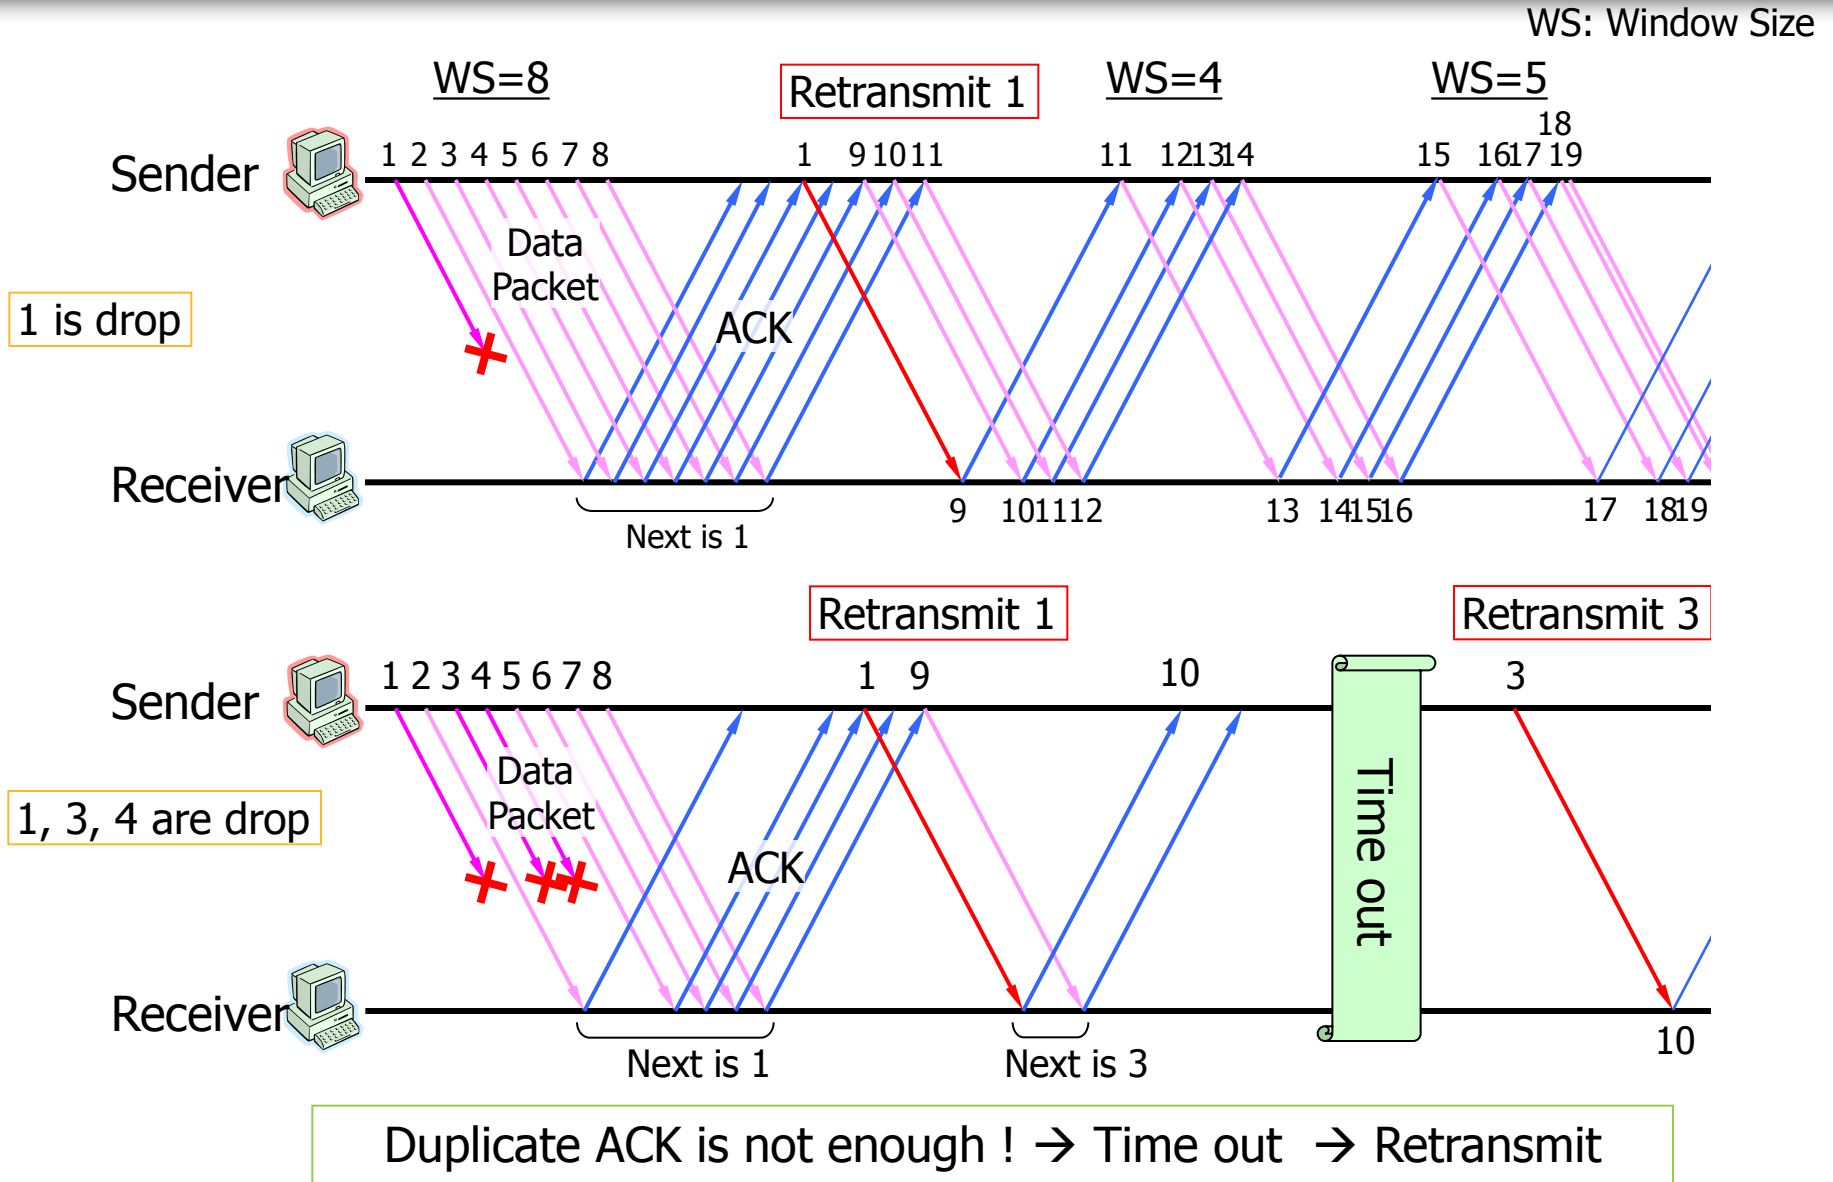 WS: Window Size
WS=8
Retransmit 1
WS=4
WS=5
18
Sender
1 2 3 4 5 6 7 8
1
9 10 11
11
12 13 14
15
16 17 19
Data
Packet
ACK
1 is drop
Receiver
9
10 11 12
13
14 15 16
17
18 19
Next is 1
Retransmit 1
Retransmit 3
Sender
1 2 3 4 5 6 7 8
1
9
10
3
Data
Packet
ACK
Time out
1, 3, 4 are drop
Receiver
10
Next is 1
Next is 3
Duplicate ACK is not enough ! → Time out → Retransmit